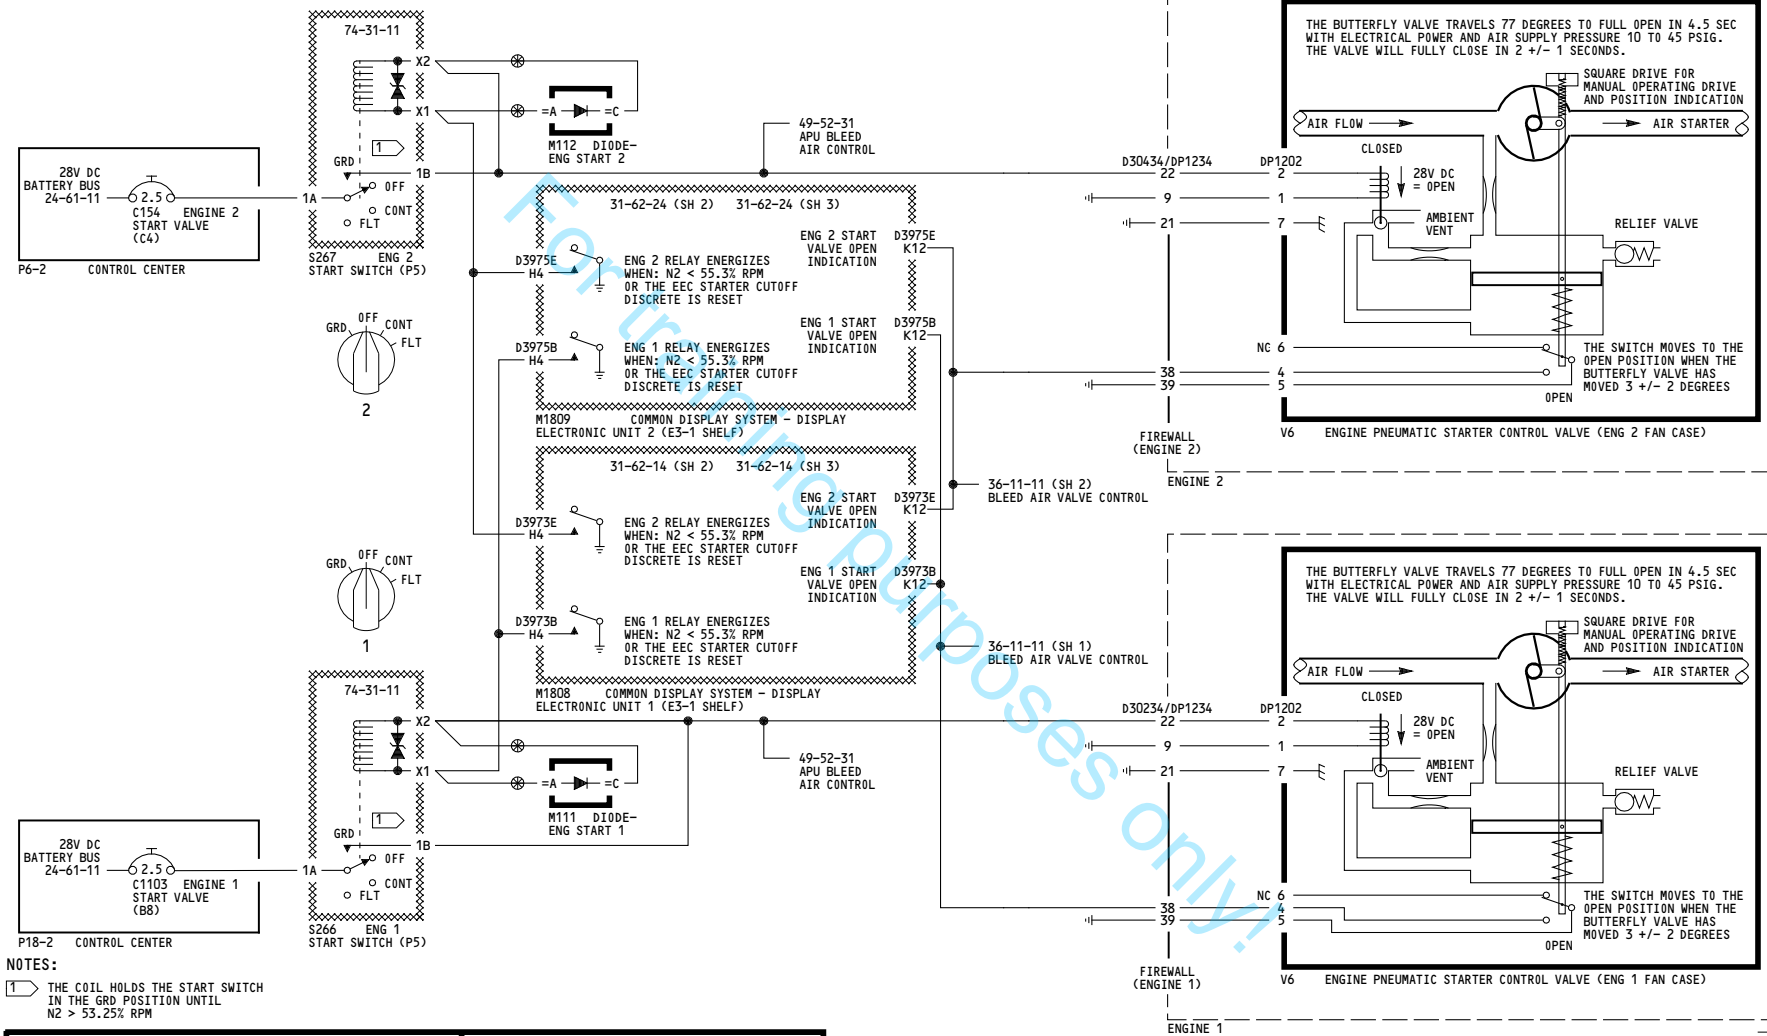 74-31-11
X2
X1
1
GRD
1B
OFF
1A
CONT
FLT
S267 ENG 2
START SWITCH (P5)
28V DC
BATTERY BUS
24-61-11
2.5
C154 ENGINE 2
START VALVE
(C4)
P6-2 CONTROL CENTER
=A =C
M112 DIODE-
ENG START 2
49-52-31
APU BLEED
AIR CONTROL
OFF
GRD CONT
FLT
2
31-62-24 (SH 2) 31-62-24 (SH 3)
ENG 2 START D3975E
VALVE OPEN K12
INDICATION
D3975E
H4
ENG 2 RELAY ENERGIZES
WHEN: N2 < 55.3% RPM
OR THE EEC STARTER CUTOFF
DISCRETE IS RESET
ENG 1 START D3975B
VALVE OPEN K12
INDICATION
D3975B
H4
ENG 1 RELAY ENERGIZES
WHEN: N2 < 55.3% RPM
OR THE EEC STARTER CUTOFF
DISCRETE IS RESET
M1809 COMMON DISPLAY SYSTEM - DISPLAY
ELECTRONIC UNIT 2 (E3-1 SHELF)
31-62-14 (SH 2) 31-62-14 (SH 3)
ENG 2 START D3973E
VALVE OPEN K12
INDICATION
D3973E
H4
ENG 2 RELAY ENERGIZES
WHEN: N2 < 55.3% RPM
OR THE EEC STARTER CUTOFF
DISCRETE IS RESET
ENG 1 START D3973B
VALVE OPEN K12
INDICATION
D3973B
H4
ENG 1 RELAY ENERGIZES
WHEN: N2 < 55.3% RPM
OR THE EEC STARTER CUTOFF
DISCRETE IS RESET
M1808 COMMON DISPLAY SYSTEM - DISPLAY
ELECTRONIC UNIT 1 (E3-1 SHELF)
36-11-11 (SH 2)
BLEED AIR VALVE CONTROL
36-11-11 (SH 1)
BLEED AIR VALVE CONTROL
D30434/DP1234 DP1202
22 2
9 1
21 7
NC 6
38 4
39 5
FIREWALL
(ENGINE 2)
ENGINE 2
THE BUTTERFLY VALVE TRAVELS 77 DEGREES TO FULL OPEN IN 4.5 SEC
WITH ELECTRICAL POWER AND AIR SUPPLY PRESSURE 10 TO 45 PSIG.
THE VALVE WILL FULLY CLOSE IN 2 +/- 1 SECONDS.
SQUARE DRIVE FOR
MANUAL OPERATING DRIVE
AND POSITION INDICATION
AIR FLOW AIR STARTER
CLOSED
28V DC
= OPEN
AMBIENT
VENT
RELIEF VALVE
THE SWITCH MOVES TO THE
OPEN POSITION WHEN THE
BUTTERFLY VALVE HAS
MOVED 3 +/- 2 DEGREES
OPEN
V6 ENGINE PNEUMATIC STARTER CONTROL VALVE (ENG 2 FAN CASE)
OFF
GRD CONT
FLT
1
74-31-11
X2
X1
1
GRD
1B
OFF
1A
CONT
FLT
S266 ENG 1
START SWITCH (P5)
28V DC
BATTERY BUS
24-61-11
2.5
C1103 ENGINE 1
START VALVE
(B8)
P18-2 CONTROL CENTER
=A =C
M111 DIODE-
ENG START 1
49-52-31
APU BLEED
AIR CONTROL
D30234/DP1234 DP1202
22 2
9 1
21 7
NC 6
38 4
39 5
FIREWALL
(ENGINE 1)
ENGINE 1
THE BUTTERFLY VALVE TRAVELS 77 DEGREES TO FULL OPEN IN 4.5 SEC
WITH ELECTRICAL POWER AND AIR SUPPLY PRESSURE 10 TO 45 PSIG.
THE VALVE WILL FULLY CLOSE IN 2 +/- 1 SECONDS.
SQUARE DRIVE FOR
MANUAL OPERATING DRIVE
AND POSITION INDICATION
AIR FLOW AIR STARTER
CLOSED
28V DC
= OPEN
AMBIENT
VENT
RELIEF VALVE
THE SWITCH MOVES TO THE
OPEN POSITION WHEN THE
BUTTERFLY VALVE HAS
MOVED 3 +/- 2 DEGREES
OPEN
V6 ENGINE PNEUMATIC STARTER CONTROL VALVE (ENG 1 FAN CASE)
NOTES:
1 THE COIL HOLDS THE START SWITCH
IN THE GRD POSITION UNTIL
N2 > 53.25% RPM
For training purposes only!